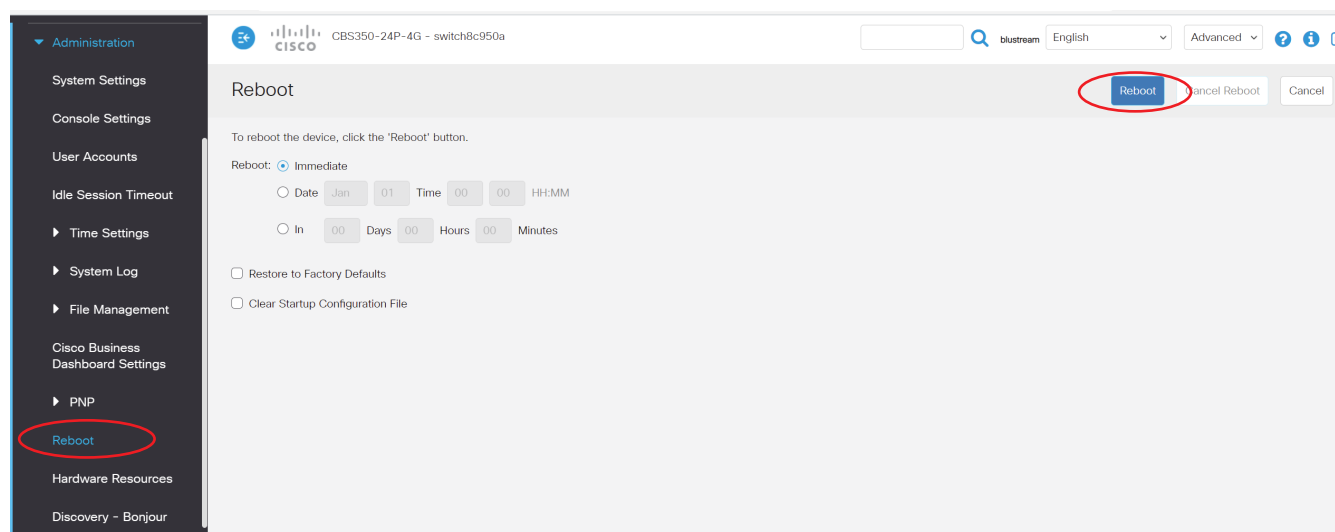 Administration
System Settings
Console Settings
User Accounts
Idle Session Timeout
Time Settings
System Log
File Management
Cisco Business
Dashboard Settings
PNP
Reboot
Hardware Resources
Discovery - Bonjour
CISCO
CBS350-24P-4G - switch8c950a
blustream
English
Advanced
Reboot
Reboot
Cancel Reboot
Cancel
To reboot the device, click the 'Reboot' button.
Reboot: Immediate
Date Jan 01 Time 00 00 HH:MM
In 00 Days 00 Hours 00 Minutes
Restore to Factory Defaults
Clear Startup Configuration File